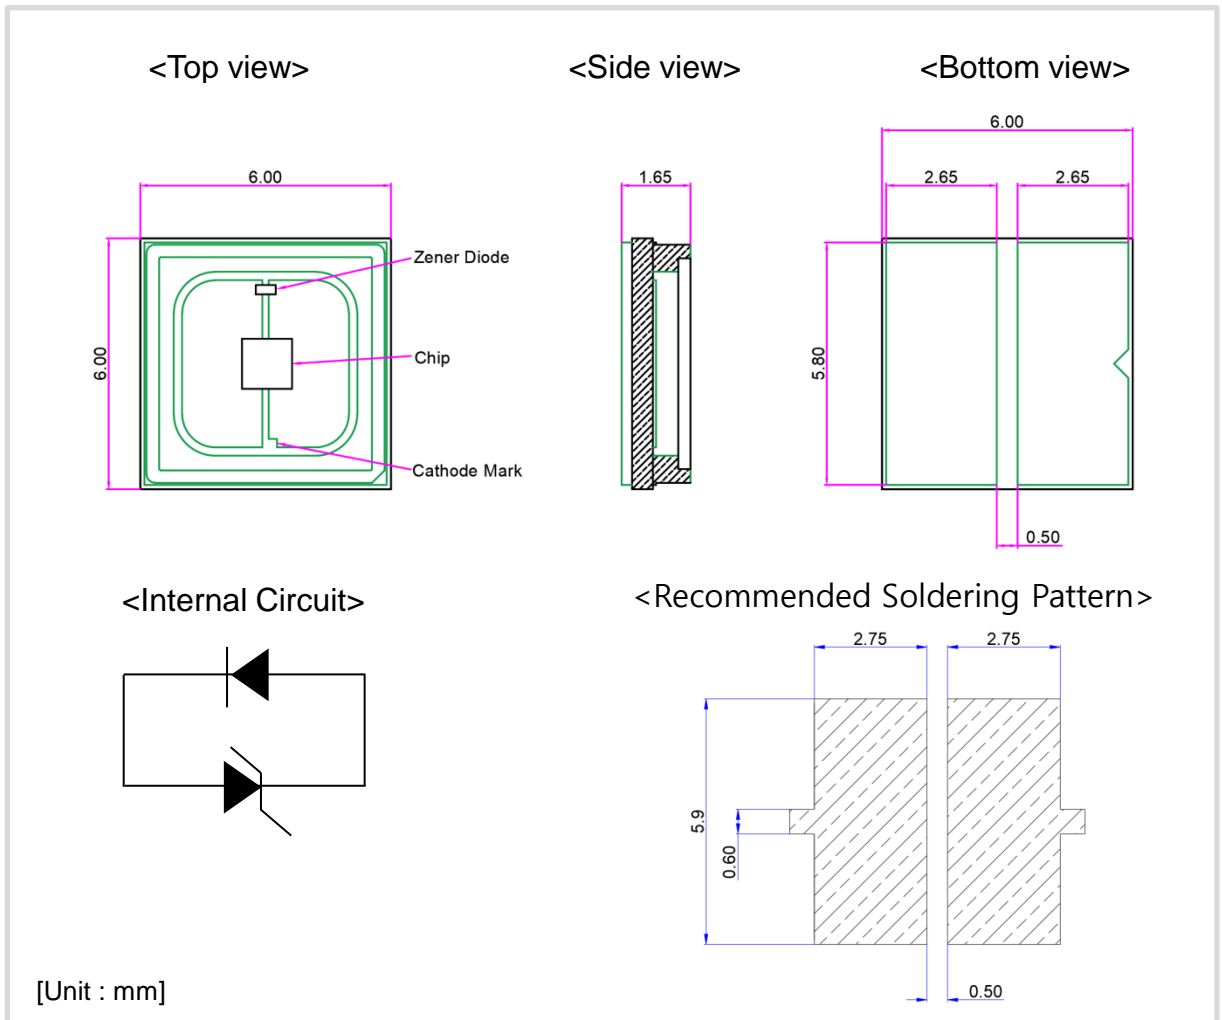 <Top view>
<Side view>
<Bottom view>
6.00
6.00
Zener Diode
Chip
Cathode Mark
1.65
6.00
2.65
2.65
5.80
0.50
<Internal Circuit>
<Recommended Soldering Pattern>
2.75
2.75
5.9
0.60
0.50
[Unit : mm]